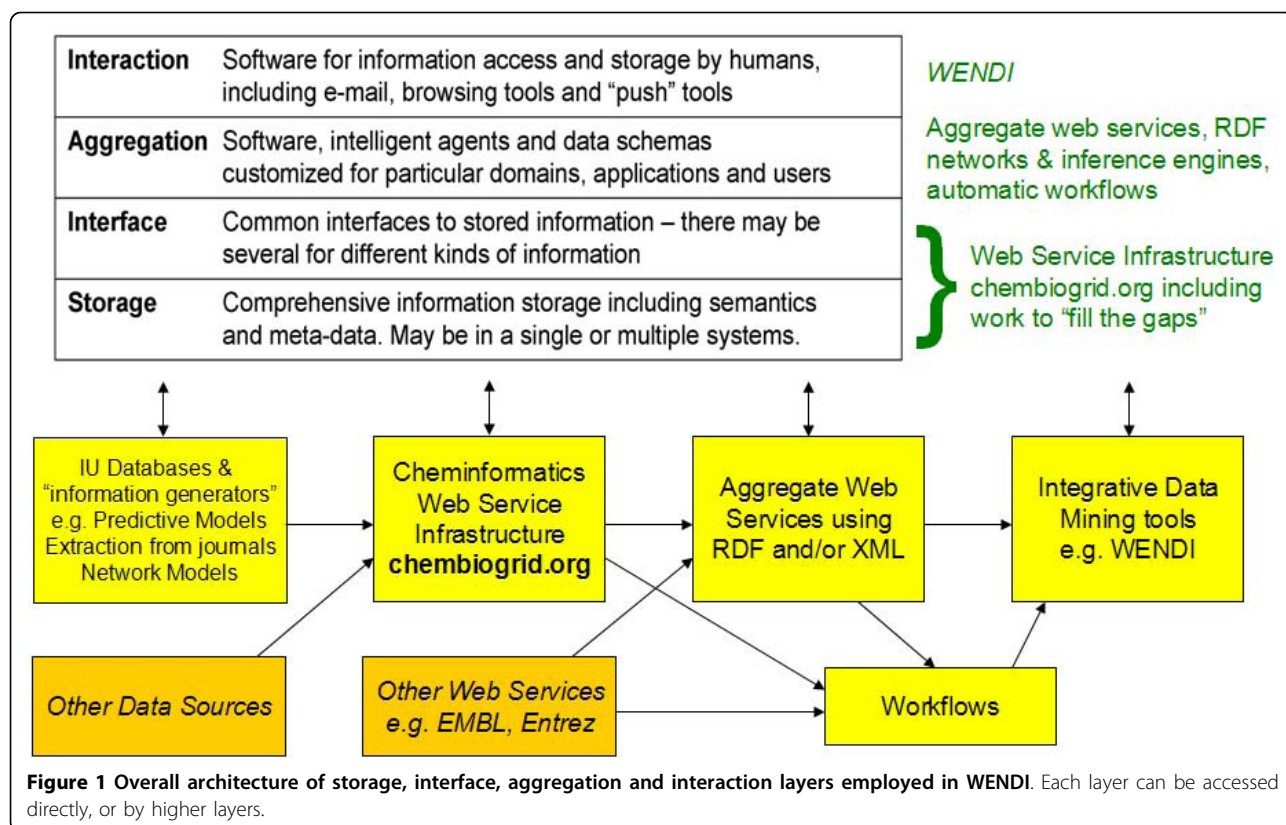 Interaction Software for information access and storage by humans,
including e-mail, browsing tools and “push” tools
Aggregation Software, intelligent agents and data schemas
customized for particular domains, applications and users
Interface Common interfaces to stored information – there may be
several for different kinds of information
Storage Comprehensive information storage including semantics
and meta-data. May be in a single or multiple systems.
WENDI
Aggregate web services, RDF
networks & inference engines,
automatic workflows
Web Service Infrastructure
chembiogrid.org including
work to “fill the gaps”
IU Databases &
“information generators”
e.g. Predictive Models
Extraction from journals
Network Models
Cheminformatics
Web Service
Infrastructure
chembiogrid.org
Aggregate Web
Services using
RDF and/or XML
Integrative Data
Mining tools
e.g. WENDI
Other Data Sources
Other Web Services
e.g. EMBL, Entrez
Workflows
Figure 1 Overall architecture of storage, interface, aggregation and interaction layers employed in WENDI. Each layer can be accessed
directly, or by higher layers.